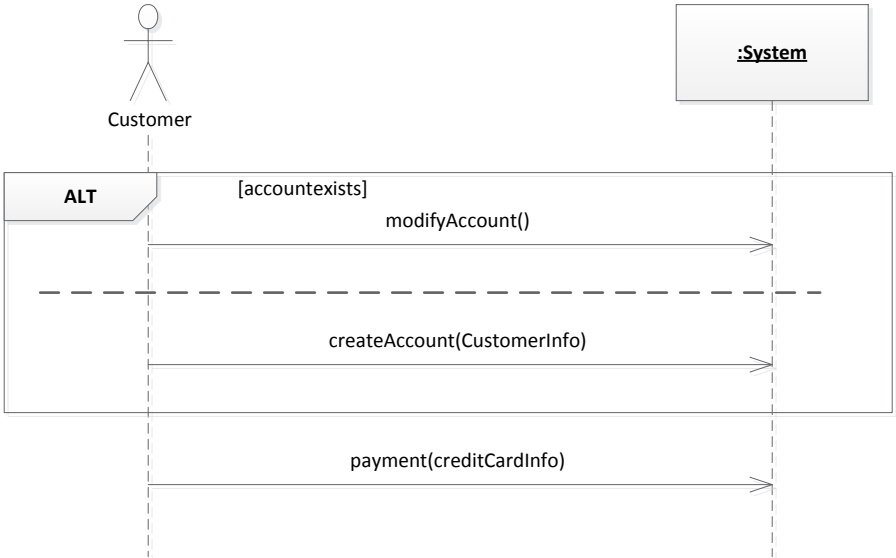 :System
Customer
ALT
[accountexists]
modifyAccount()
createAccount(CustomerInfo)
payment(creditCardInfo)